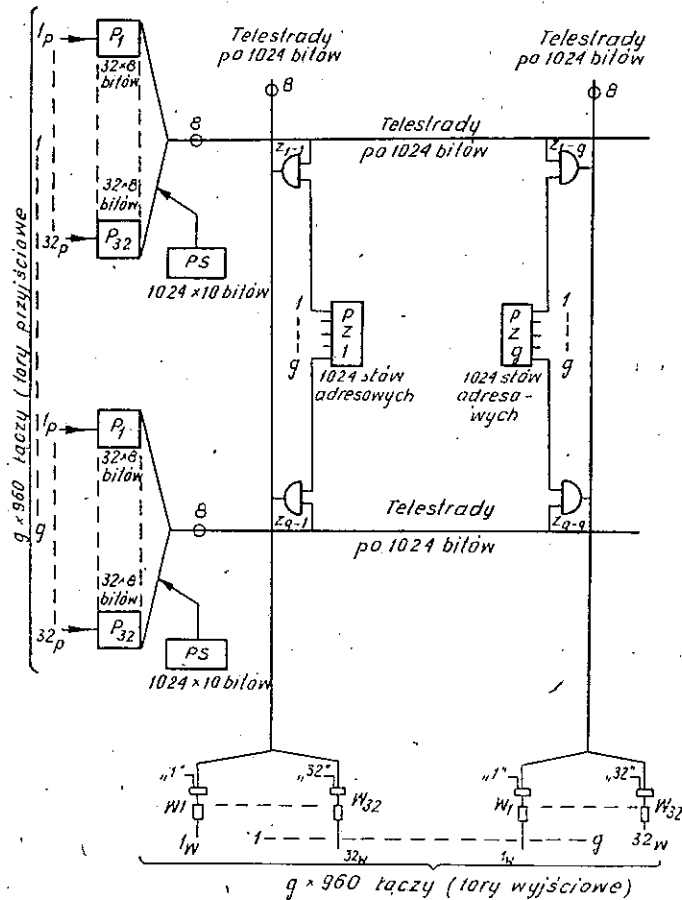 1p
P1
32×8
bitów
Telestrady
po 1024 bitów
8
Telestrady
po 1024 bitów
8
8
Telestrady
po 1024 bitów
z1-1
z1-g
1
32×8
bitów
32p
P32
PS
1024 × 10 bitów
g × 960 łączy (tory przyjściowe)
1
g
P
Z
1
1024 słów
adresowych
P
Z
g
1
g
1024 słów
adreso-
wych
1p
P1
32×8
bitów
g
8
Telestrady
po 1024 bitów
zg-1
zg-g
32×8
bitów
32p
P32
PS
1024 × 10 bitów
„1"
„32"
„1"
„32"
W1
W32
W1
W32
1w
1
32w
1w
g
32w
g × 960 łączy (tory wyjściowe)